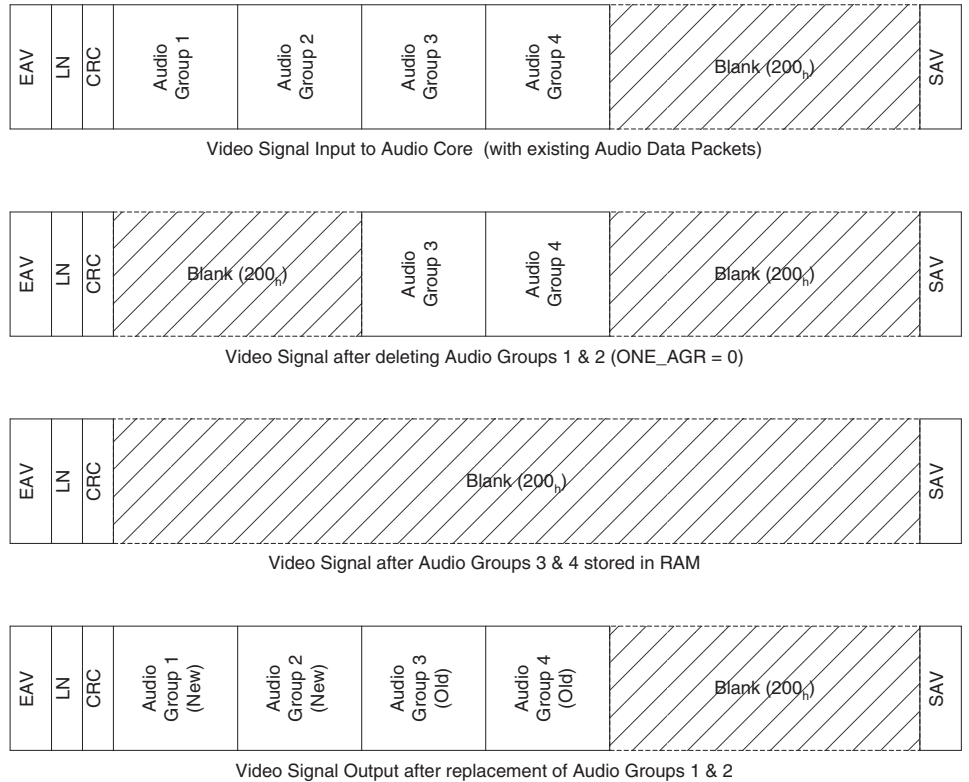 EAV
LN
CRC
Audio
Group 1
Audio
Group 2
Audio
Group 3
Audio
Group 4
Blank (200h)
SAV
Video Signal Input to Audio Core (with existing Audio Data Packets)
EAV
LN
CRC
Blank (200h)
Audio
Group 3
Audio
Group 4
Blank (200h)
SAV
Video Signal after deleting Audio Groups 1 & 2 (ONE_AGR = 0)
EAV
LN
CRC
Blank (200h)
SAV
Video Signal after Audio Groups 3 & 4 stored in RAM
EAV
LN
CRC
Audio
Group 1
(New)
Audio
Group 2
(New)
Audio
Group 3
(Old)
Audio
Group 4
(Old)
Blank (200h)
SAV
Video Signal Output after replacement of Audio Groups 1 & 2